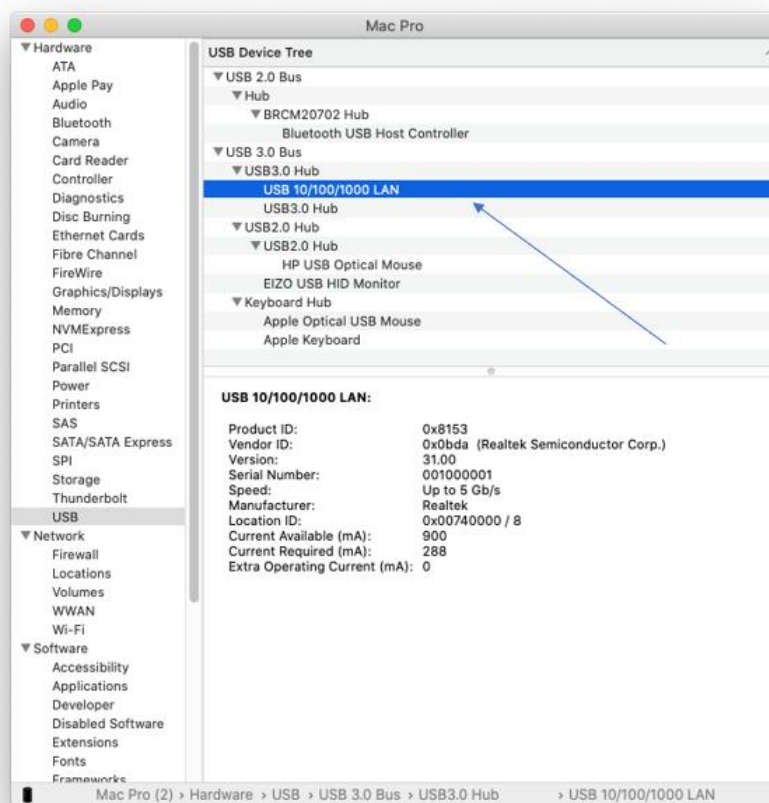 Mac Pro
Hardware
ATA
Apple Pay
Audio
Bluetooth
Camera
Card Reader
Controller
Diagnostics
Disc Burning
Ethernet Cards
Fibre Channel
FireWire
Graphics/Displays
Memory
NVMExpress
PCI
Parallel SCSI
Power
Printers
SAS
SATA/SATA Express
SPI
Storage
Thunderbolt
USB
Network
Firewall
Locations
Volumes
WWAN
Wi-Fi
Software
Accessibility
Applications
Developer
Disabled Software
Extensions
Fonts
Frameworks
USB Device Tree
USB 2.0 Bus
Hub
BRCM20702 Hub
Bluetooth USB Host Controller
USB 3.0 Bus
USB3.0 Hub
USB 10/100/1000 LAN
USB3.0 Hub
USB2.0 Hub
USB2.0 Hub
HP USB Optical Mouse
EIZO USB HID Monitor
Keyboard Hub
Apple Optical USB Mouse
Apple Keyboard
USB 10/100/1000 LAN:
Product ID: 0x8153
Vendor ID: 0x0bda (Realtek Semiconductor Corp.)
Version: 31.00
Serial Number: 001000001
Speed: Up to 5 Gb/s
Manufacturer: Realtek
Location ID: 0x00740000 / 8
Current Available (mA): 900
Current Required (mA): 288
Extra Operating Current (mA): 0
Mac Pro (2) › Hardware › USB › USB 3.0 Bus › USB3.0 Hub › USB 10/100/1000 LAN